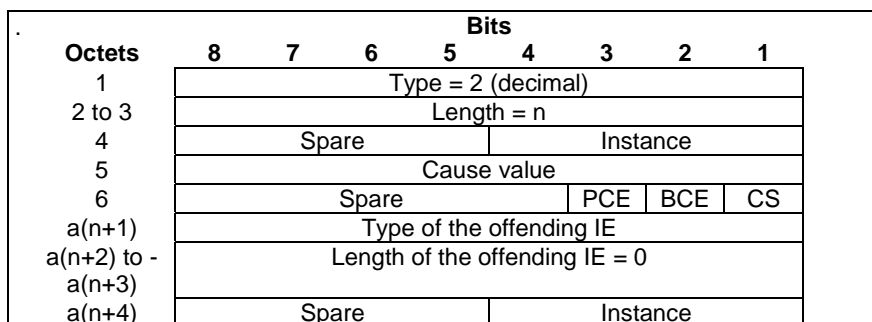 .
Bits
Octets 8 7 6 5 4 3 2 1
1 Type = 2 (decimal)
2 to 3 Length = n
4 Spare Instance
5 Cause value
6 Spare PCE BCE CS
a(n+1) Type of the offending IE
a(n+2) to - Length of the offending IE = 0
a(n+3)
a(n+4) Spare Instance